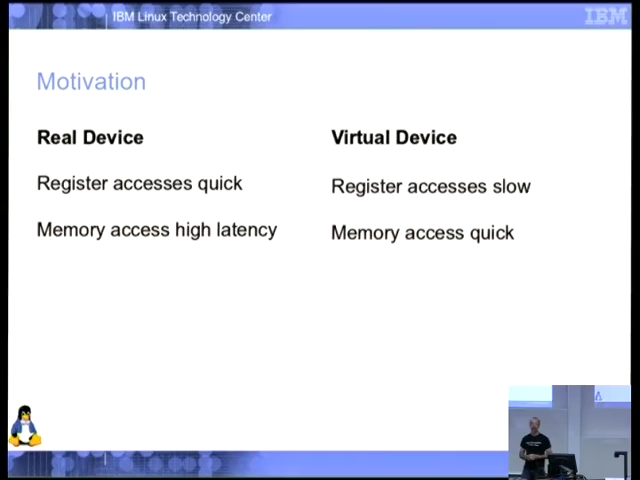 IBM Linux Technology Center
IBM
Motivation
Real Device
Virtual Device
Register accesses quick
Register accesses slow
Memory access high latency
Memory access quick